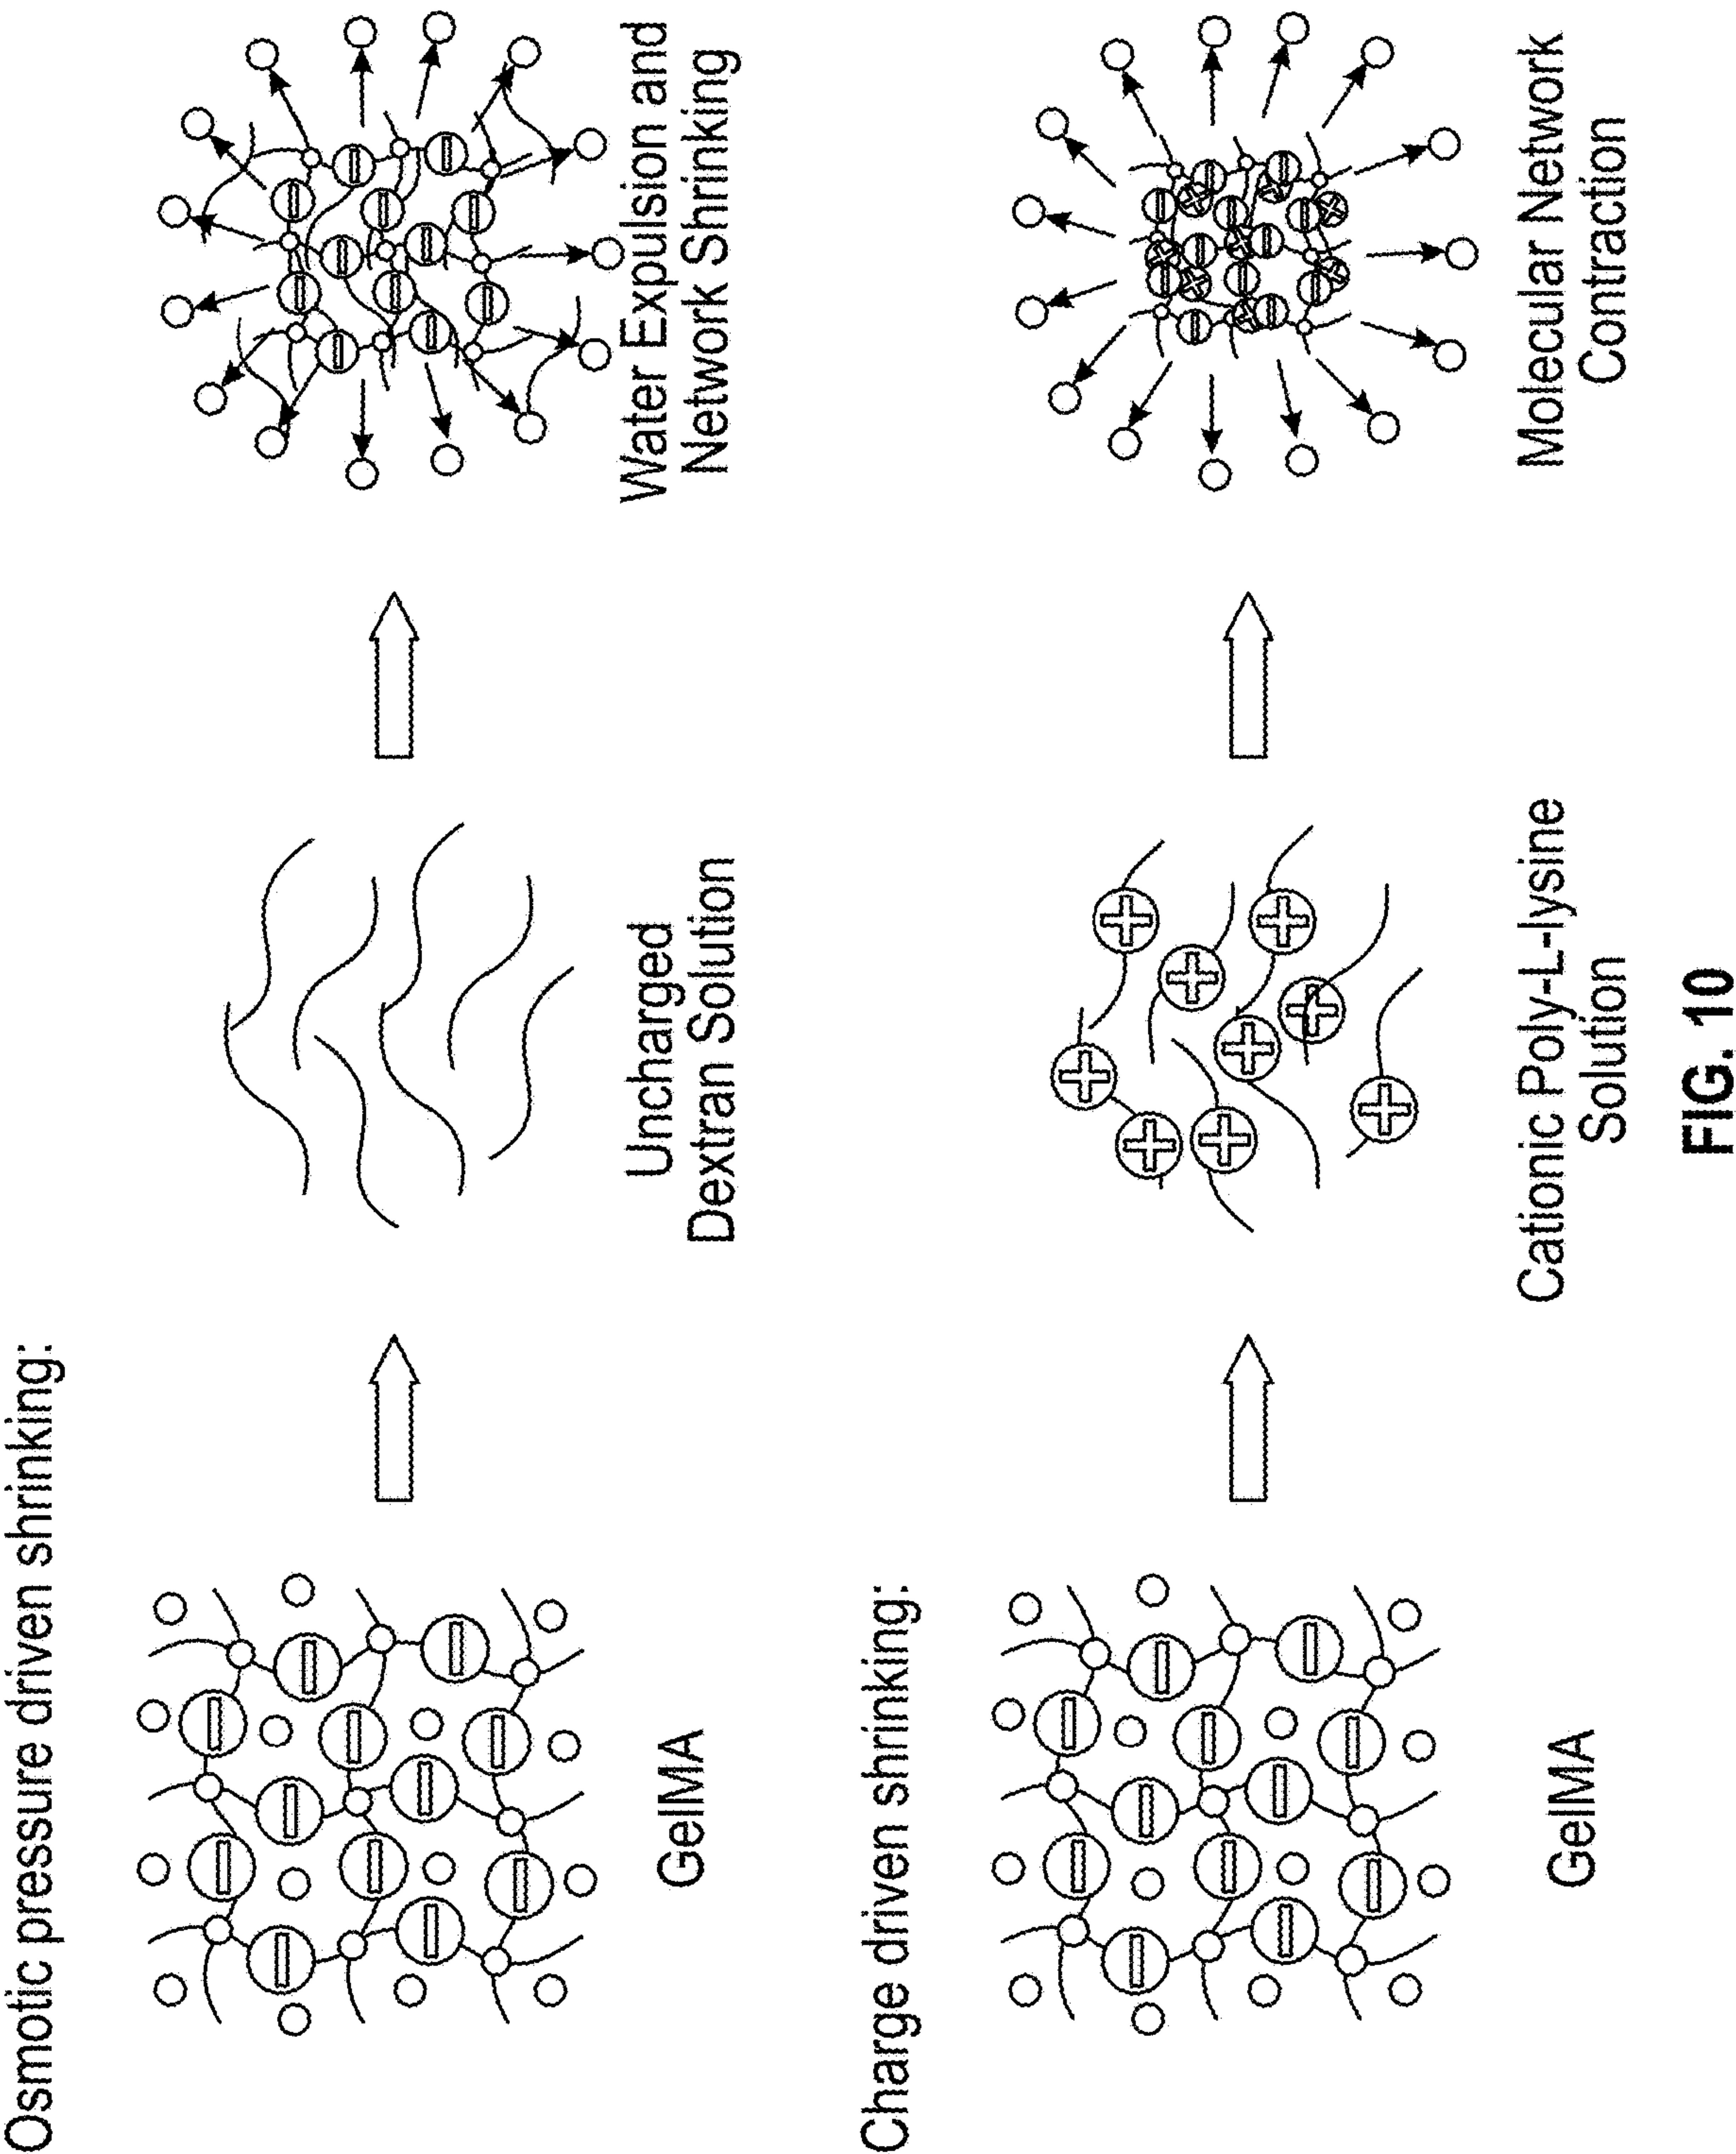 Osmotic pressure driven shrinking:
GelMA
Uncharged
Dextran Solution
Water Expulsion and
Network Shrinking
Charge driven shrinking:
GelMA
Cationic Poly-L-lysine
Solution
Molecular Network
Contraction
FIG. 10